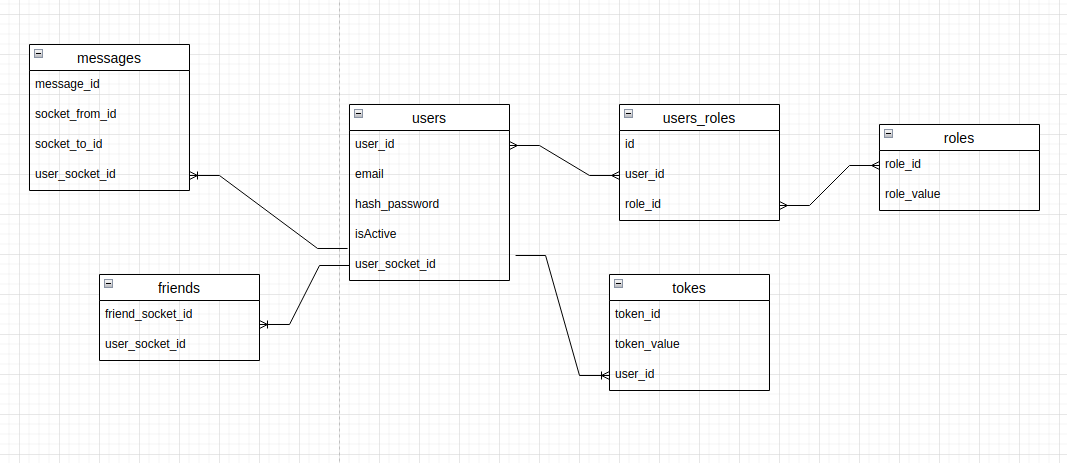 messages
message_id
socket_from_id
socket_to_id
user_socket_id
users
user_id
email
hash_password
isActive
user_socket_id
users_roles
id
user_id
role_id
roles
role_id
role_value
friends
friend_socket_id
user_socket_id
tokes
token_id
token_value
user_id